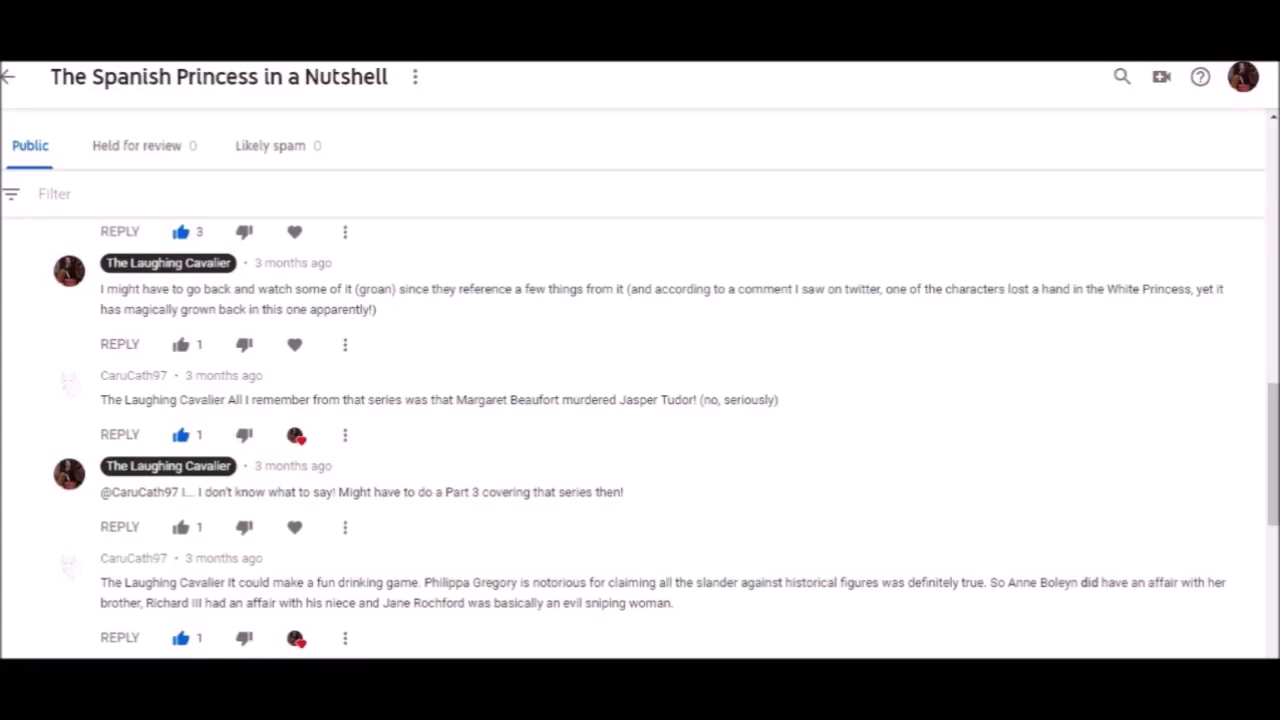 The Spanish Princess in a Nutshell
Public Held for review 0 Likely spam 0
Filter
REPLY 3
The Laughing Cavalier • 3 months ago
I might have to go back and watch some of it (groan) since they reference a few things from it (and according to a comment I saw on twitter, one of the characters lost a hand in the White Princess, yet it
has magically grown back in this one apparently!)
REPLY 1
CaruCath97 • 3 months ago
The Laughing Cavalier All I remember from that series was that Margaret Beaufort murdered Jasper Tudor! (no, seriously)
REPLY 1
The Laughing Cavalier • 3 months ago
@CaruCath97 I... I don't know what to say! Might have to do a Part 3 covering that series then!
REPLY 1
CaruCath97 • 3 months ago
The Laughing Cavalier It could make a fun drinking game. Philippa Gregory is notorious for claiming all the slander against historical figures was definitely true. So Anne Boleyn did have an affair with her
brother, Richard III had an affair with his niece and Jane Rochford was basically an evil sniping woman.
REPLY 1